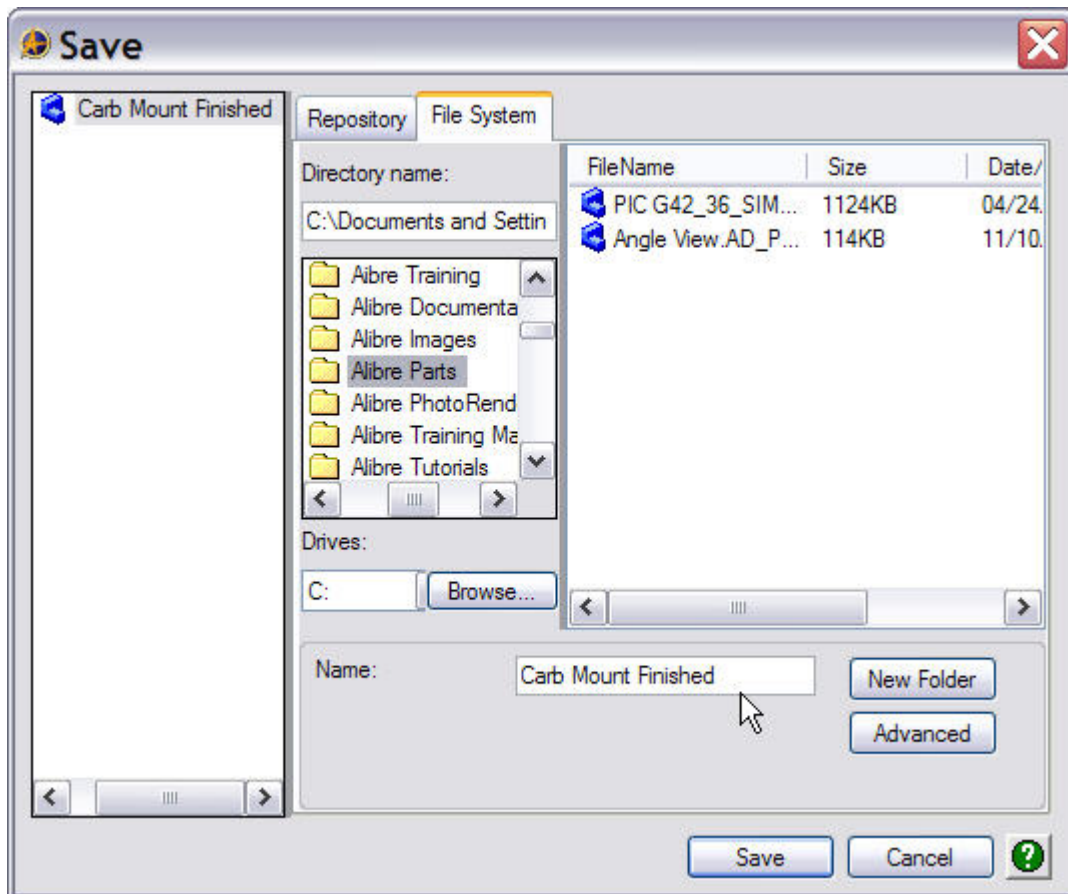 Save
Carb Mount Finished
Repository
File System
Directory name:
C:\Documents and Settin
Aibre Training
Alibre Documenta
Alibre Images
Alibre Parts
Alibre PhotoRend
Alibre Training Ma
Alibre Tutorials
Drives:
C:
Browse...
FileName Size Date/
PIC G42_36_SIM... 1124KB 04/24.
Angle View.AD_P... 114KB 11/10.
Name:
Carb Mount Finished
New Folder
Advanced
Save
Cancel
?